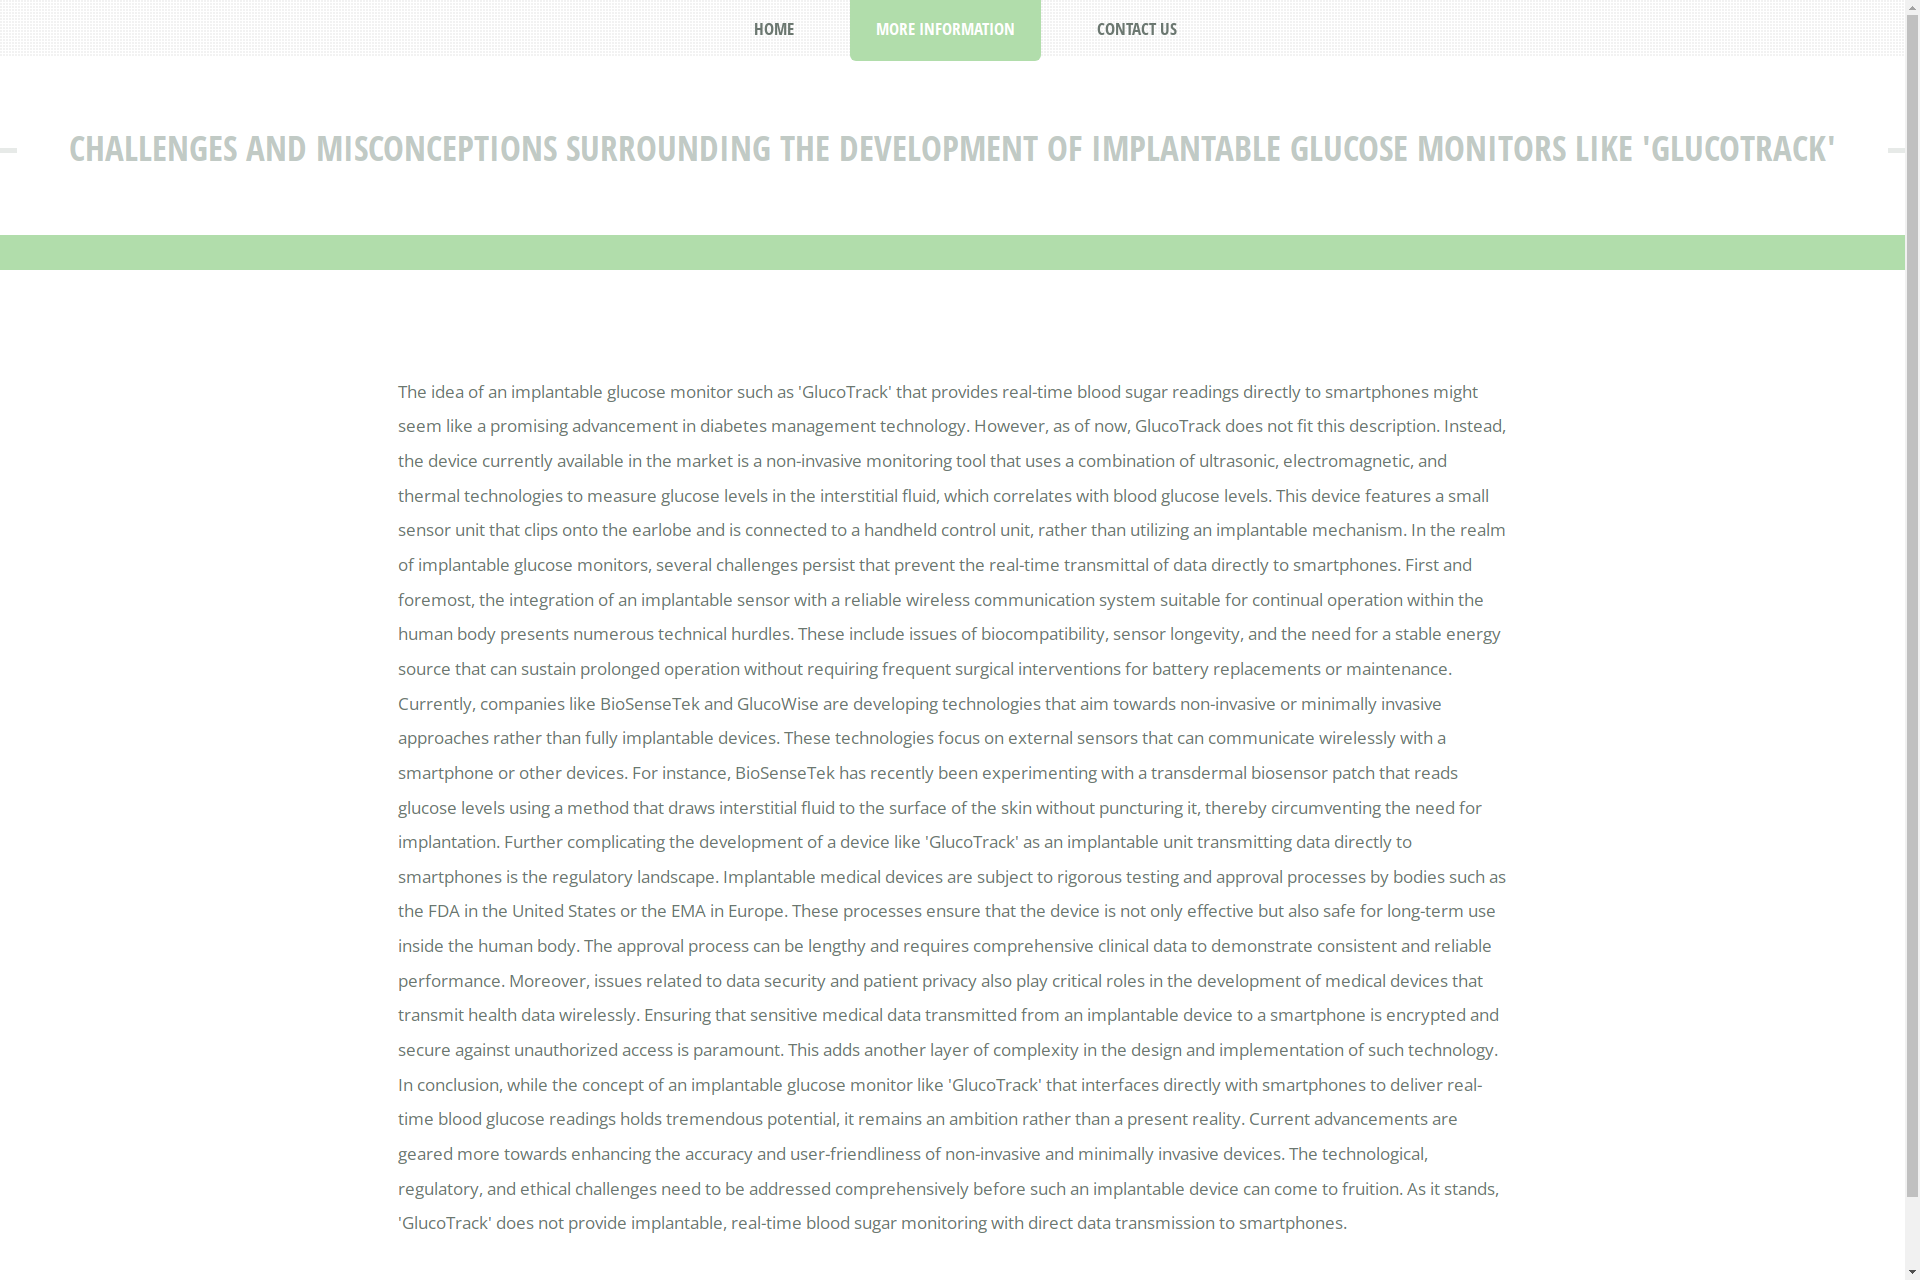 HOME
MORE INFORMATION
CONTACT US
CHALLENGES AND MISCONCEPTIONS SURROUNDING THE DEVELOPMENT OF IMPLANTABLE GLUCOSE MONITORS LIKE 'GLUCOTRACK'
The idea of an implantable glucose monitor such as 'GlucoTrack' that provides real-time blood sugar readings directly to smartphones might
seem like a promising advancement in diabetes management technology. However, as of now, GlucoTrack does not fit this description. Instead,
the device currently available in the market is a non-invasive monitoring tool that uses a combination of ultrasonic, electromagnetic, and
thermal technologies to measure glucose levels in the interstitial fluid, which correlates with blood glucose levels. This device features a small
sensor unit that clips onto the earlobe and is connected to a handheld control unit, rather than utilizing an implantable mechanism. In the realm
of implantable glucose monitors, several challenges persist that prevent the real-time transmittal of data directly to smartphones. First and
foremost, the integration of an implantable sensor with a reliable wireless communication system suitable for continual operation within the
human body presents numerous technical hurdles. These include issues of biocompatibility, sensor longevity, and the need for a stable energy
source that can sustain prolonged operation without requiring frequent surgical interventions for battery replacements or maintenance.
Currently, companies like BioSenseTek and GlucoWise are developing technologies that aim towards non-invasive or minimally invasive
approaches rather than fully implantable devices. These technologies focus on external sensors that can communicate wirelessly with a
smartphone or other devices. For instance, BioSenseTek has recently been experimenting with a transdermal biosensor patch that reads
glucose levels using a method that draws interstitial fluid to the surface of the skin without puncturing it, thereby circumventing the need for
implantation. Further complicating the development of a device like 'GlucoTrack' as an implantable unit transmitting data directly to
smartphones is the regulatory landscape. Implantable medical devices are subject to rigorous testing and approval processes by bodies such as
the FDA in the United States or the EMA in Europe. These processes ensure that the device is not only effective but also safe for long-term use
inside the human body. The approval process can be lengthy and requires comprehensive clinical data to demonstrate consistent and reliable
performance. Moreover, issues related to data security and patient privacy also play critical roles in the development of medical devices that
transmit health data wirelessly. Ensuring that sensitive medical data transmitted from an implantable device to a smartphone is encrypted and
secure against unauthorized access is paramount. This adds another layer of complexity in the design and implementation of such technology.
In conclusion, while the concept of an implantable glucose monitor like 'GlucoTrack' that interfaces directly with smartphones to deliver real-
time blood glucose readings holds tremendous potential, it remains an ambition rather than a present reality. Current advancements are
geared more towards enhancing the accuracy and user-friendliness of non-invasive and minimally invasive devices. The technological,
regulatory, and ethical challenges need to be addressed comprehensively before such an implantable device can come to fruition. As it stands,
'GlucoTrack' does not provide implantable, real-time blood sugar monitoring with direct data transmission to smartphones.